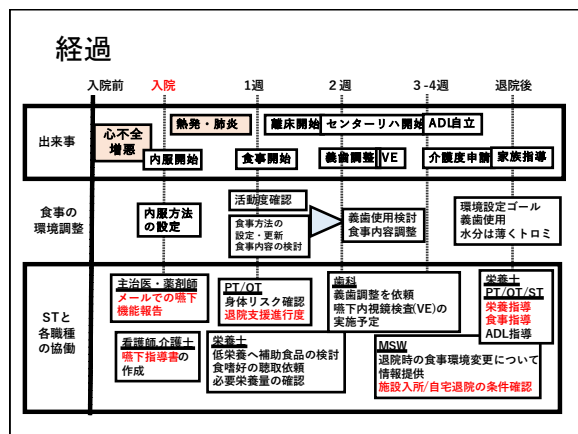 経過
入院前
入院
1週
2週
3-4週
退院後
出来事
心不全
増悪
熱発・肺炎
離床開始
センターリハ開始
ADL自立
内服開始
食事開始
義歯調整
VE
介護度申請
家族指導
食事の
環境調整
内服方法
の設定
活動度確認
食事方法の
設定・更新
食事内容の検討
義歯使用検討
食事内容調整
環境設定ゴール
義歯使用
水分は薄くトロミ
STと
各職種
の協働
主治医・薬剤師
メールでの嚥下
機能報告
看護師,介護士
嚥下指導書の
作成
PT/OT
身体リスク確認
退院支援進行度
栄養士
低栄養へ補助食品の検討
食嗜好の聴取依頼
必要栄養量の確認
歯科
義歯調整を依頼
嚥下内視鏡検査(VE)の
実施予定
MSW
退院時の食事環境変更について
情報提供
施設入所/自宅退院の条件確認
栄養士
PT/OT/ST
栄養指導
食事指導
ADL指導